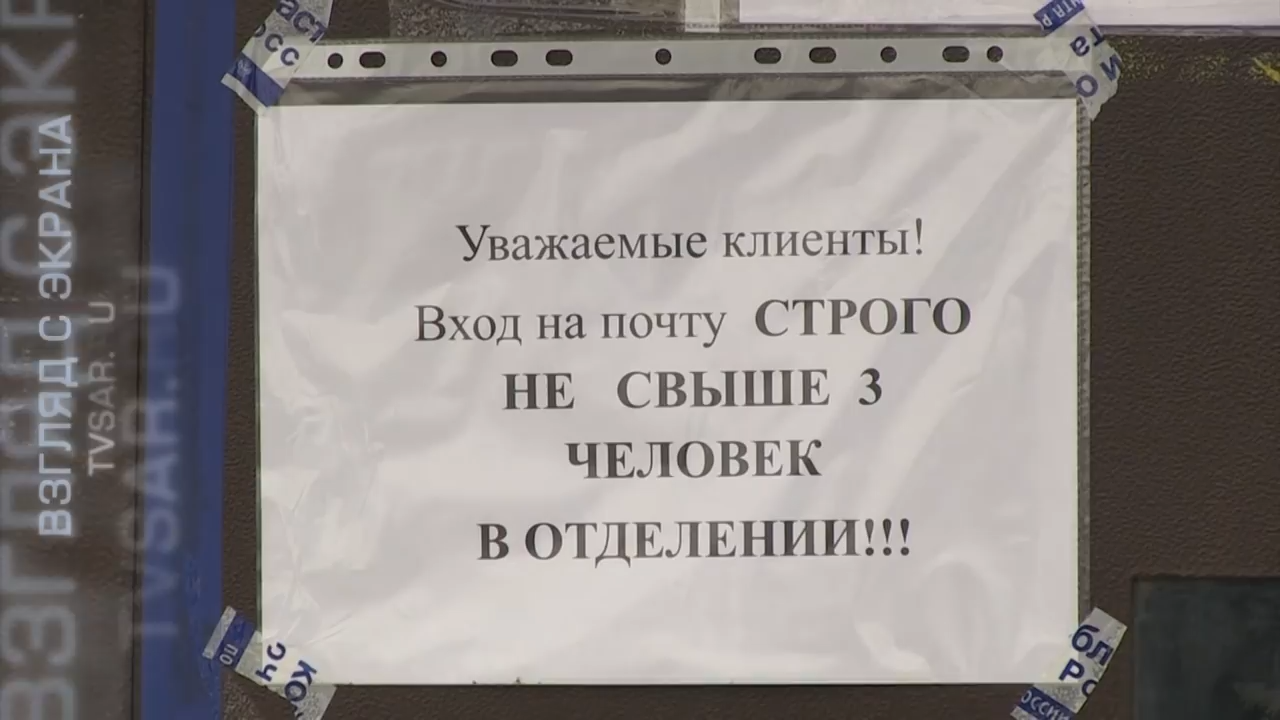 Уважаемые клиенты!
Вход на почту СТРОГО
НЕ СВЫШЕ 3
ЧЕЛОВЕК
В ОТДЕЛЕНИИ!!!
ВЗГЛЯД С ЭКРАНА
TVSAR.RU